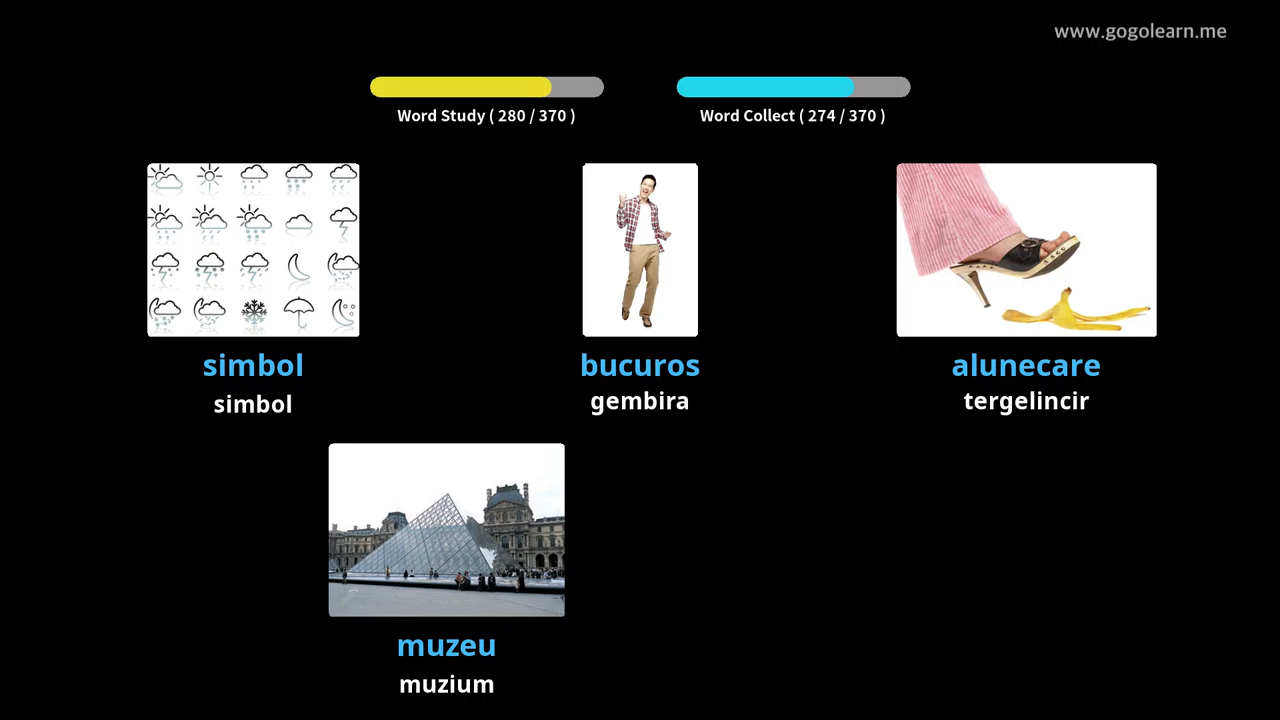 www.gogolearn.me
Word Study ( 280 / 370 )
Word Collect ( 274 / 370 )
simbol
simbol
bucuros
gembira
alunecare
tergelincir
muzeu
muzium